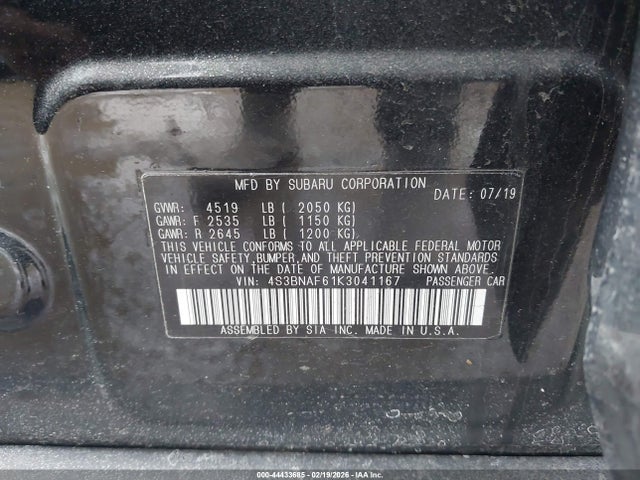 MFD BY SUBARU CORPORATION
DATE: 07/19
GVWR: 4519 LB ( 2050 KG)
GAWR: F 2535 LB ( 1150 KG)
GAWR: R 2645 LB ( 1200 KG)
THIS VEHICLE CONFORMS TO ALL APPLICABLE FEDERAL MOTOR
VEHICLE SAFETY, BUMPER, AND THEFT PREVENTION STANDARDS
IN EFFECT ON THE DATE OF MANUFACTURE SHOWN ABOVE.
VIN: 4S3BNAF61K3041167 PASSENGER CAR
ASSEMBLED BY SIA INC. MADE IN U.S.A.
000-44433685 - 02/19/2026 - IAAI.COM